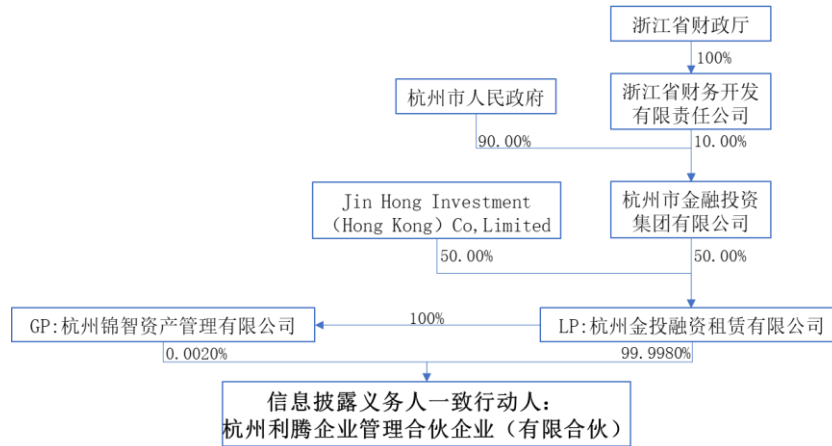 浙江省财政厅
100%
杭州市人民政府
浙江省财务开发
有限责任公司
90.00%
10.00%
Jin Hong Investment
（Hong Kong）Co,Limited
杭州市金融投资
集团有限公司
50.00%
50.00%
GP:杭州锦智资产管理有限公司
100%
LP:杭州金投融资租赁有限公司
0.0020%
99.9980%
信息披露义务人一致行动人：
杭州利腾企业管理合伙企业（有限合伙）